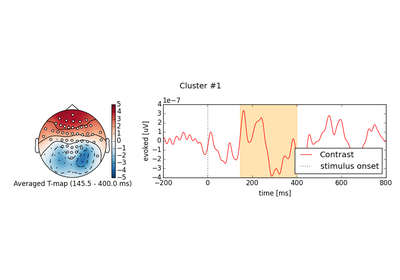 Cluster #1
1e−7
5
4
3
2
1
0
−1
−2
−3
−4
−5
Averaged T-map (145.5 - 400.0 ms)
evoked [uV]
4
3
2
1
0
−1
−2
−3
−4
Contrast
stimulus onset
−200 0 200 400 600 800
time [ms]